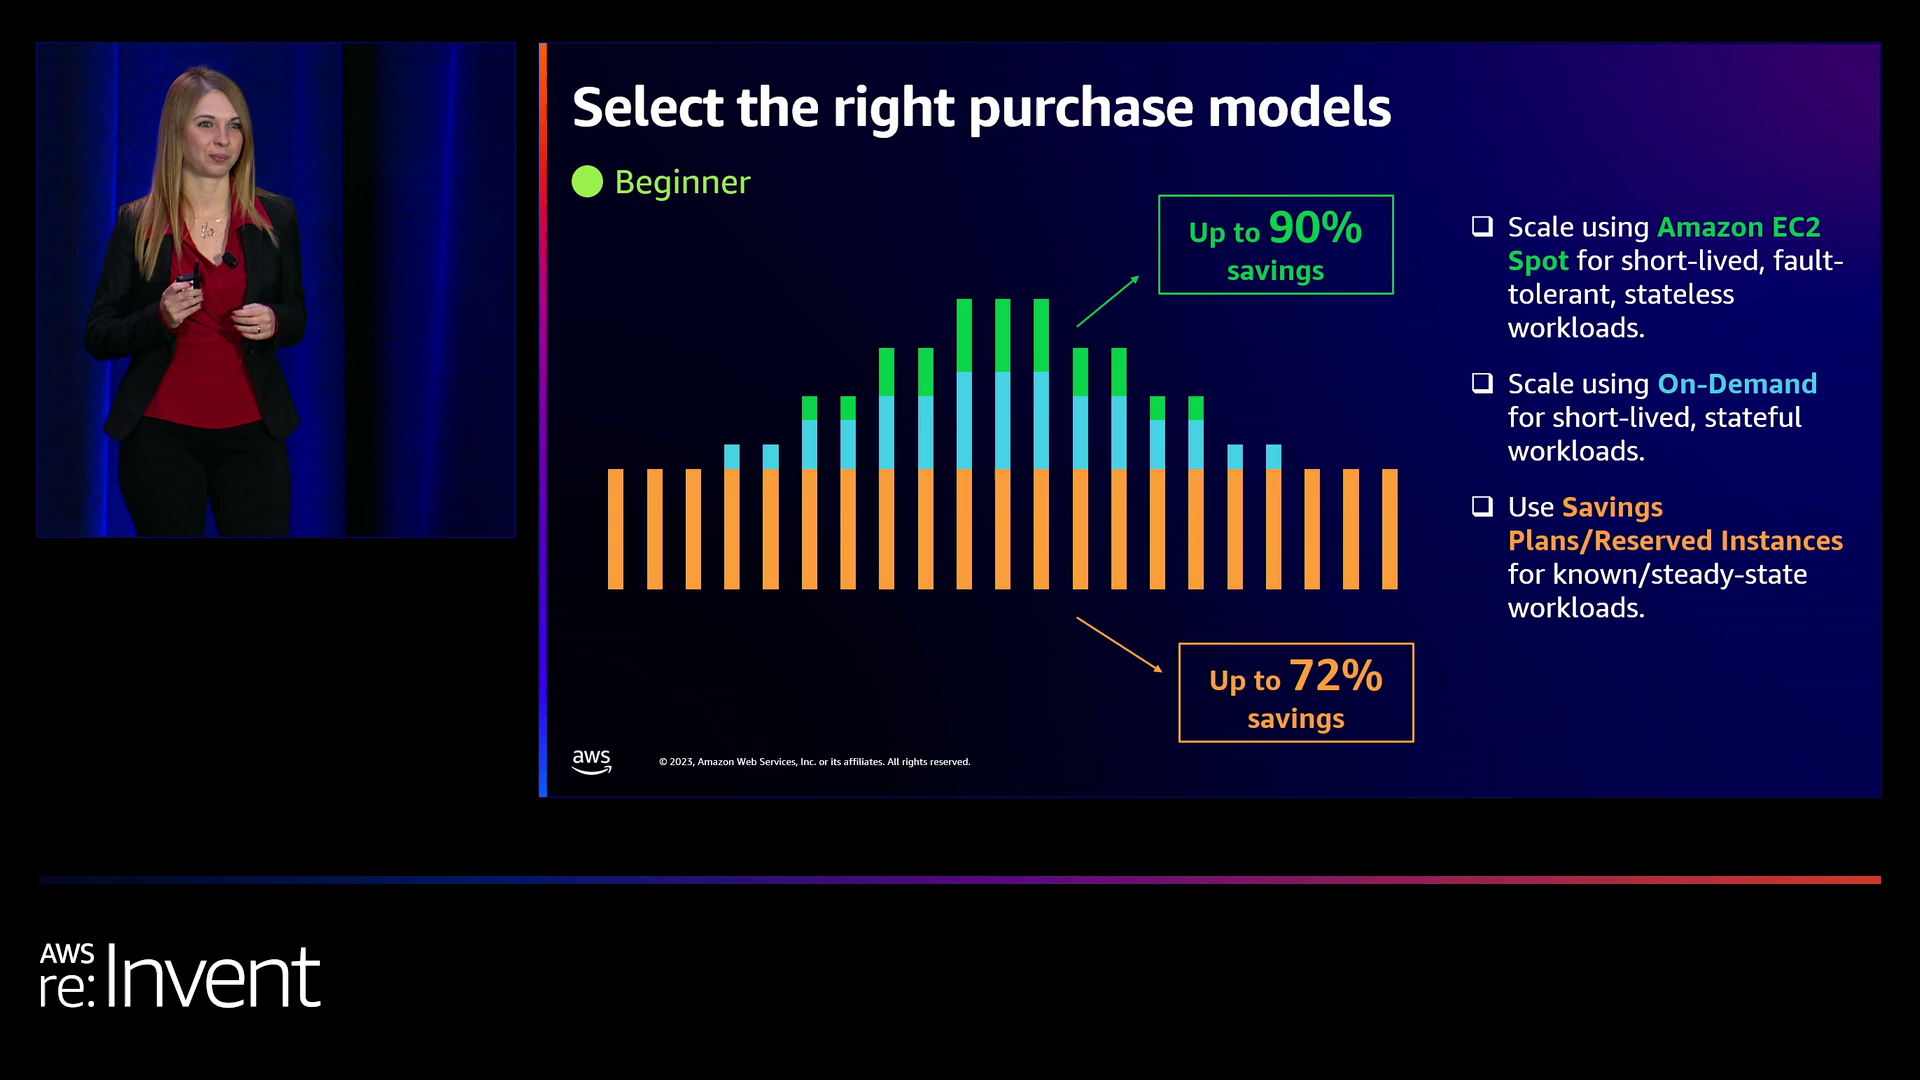 Select the right purchase models
Beginner
Up to 90%
savings
Up to 72%
savings
❑ Scale using Amazon EC2
Spot for short-lived, fault-
tolerant, stateless
workloads.
❑ Scale using On-Demand
for short-lived, stateful
workloads.
❑ Use Savings
Plans/Reserved Instances
for known/steady-state
workloads.
aws
© 2023, Amazon Web Services, Inc. or its affiliates. All rights reserved.
AWS
re:Invent